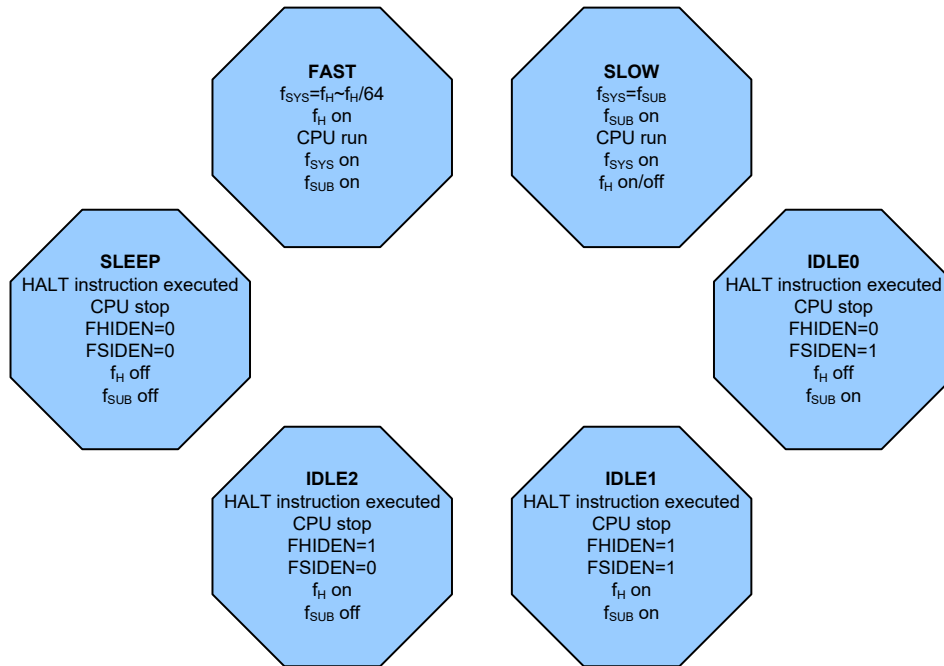 FAST
fSYS=fH~fH/64
fH on
CPU run
fSYS on
fSUB on
SLOW
fSYS=fSUB
fSUB on
CPU run
fSYS on
fH on/off
SLEEP
HALT instruction executed
CPU stop
FHIDEN=0
FSIDEN=0
fH off
fSUB off
IDLE0
HALT instruction executed
CPU stop
FHIDEN=0
FSIDEN=1
fH off
fSUB on
IDLE2
HALT instruction executed
CPU stop
FHIDEN=1
FSIDEN=0
fH on
fSUB off
IDLE1
HALT instruction executed
CPU stop
FHIDEN=1
FSIDEN=1
fH on
fSUB on